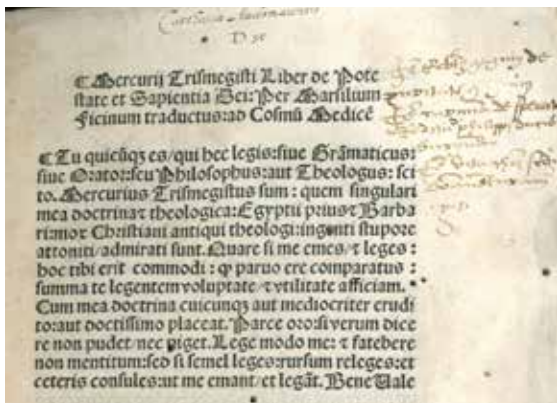 D x
¶ Mercurij Trismegisti Liber de Pote
state et Sapientia Dei: Per Marsilium
Ficinum traductus: ad Cosmū Medicē
¶ Tu quicūqꝫ es/qui hec legis: siue Grāmaticus:
siue Orator: seu Philosophus: aut Theologus: sci
to. Mercurius Trismegistus sum: quem singulari
mea doctrina ⁊ theologica: Egyptij prius ⁊ Barba
ri: mox Christiani antiqui theologi: ingenti stupore
attoniti/admirati sunt. Quare si me emes/⁊ leges:
hoc tibi erit commodi: ꝙ paruo ere comparatus:
summa te legentem voluptate/⁊ vtilitate afficiam.
Cum mea doctrina cuicunqꝫ aut mediocriter erudi
to: aut doctissimo placeat. Parce oro: si verum dice
re non pudet/nec piget. Lege modo me: ⁊ fatebere
non mentitum: sed si semel leges: rursum releges: et
ceteris consules: ut me emant/et legāt. Bene Uale